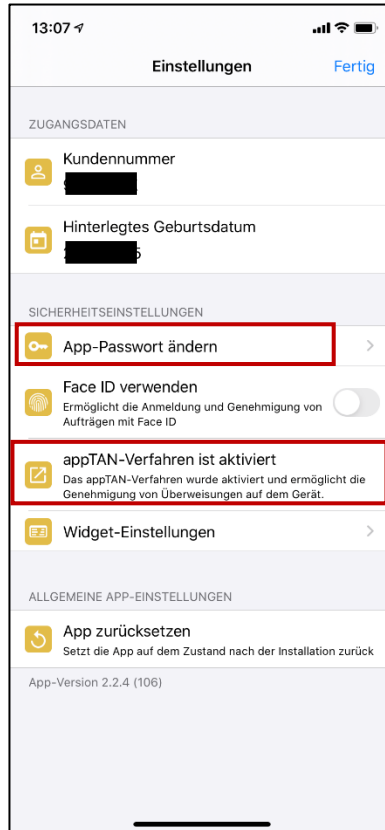 13:07
Einstellungen
Fertig
ZUGANGSDATEN
Kundennummer
Hinterlegtes Geburtsdatum
SICHERHEITSEINSTELLUNGEN
App-Passwort ändern
Face ID verwenden
Ermöglicht die Anmeldung und Genehmigung von
Aufträgen mit Face ID
appTAN-Verfahren ist aktiviert
Das appTAN-Verfahren wurde aktiviert und ermöglicht die
Genehmigung von Überweisungen auf dem Gerät.
Widget-Einstellungen
ALLGEMEINE APP-EINSTELLUNGEN
App zurücksetzen
Setzt die App auf dem Zustand nach der Installation zurück
App-Version 2.2.4 (106)